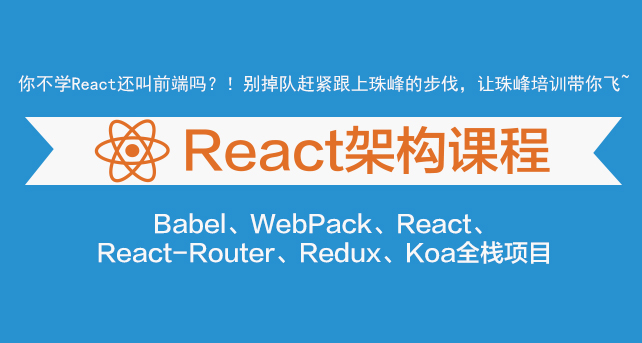 你不学React还叫前端吗？！别掉队赶紧跟上珠峰的步伐，让珠峰培训带你飞~
React架构课程
Babel、WebPack、React、
React-Router、Redux、Koa全栈项目